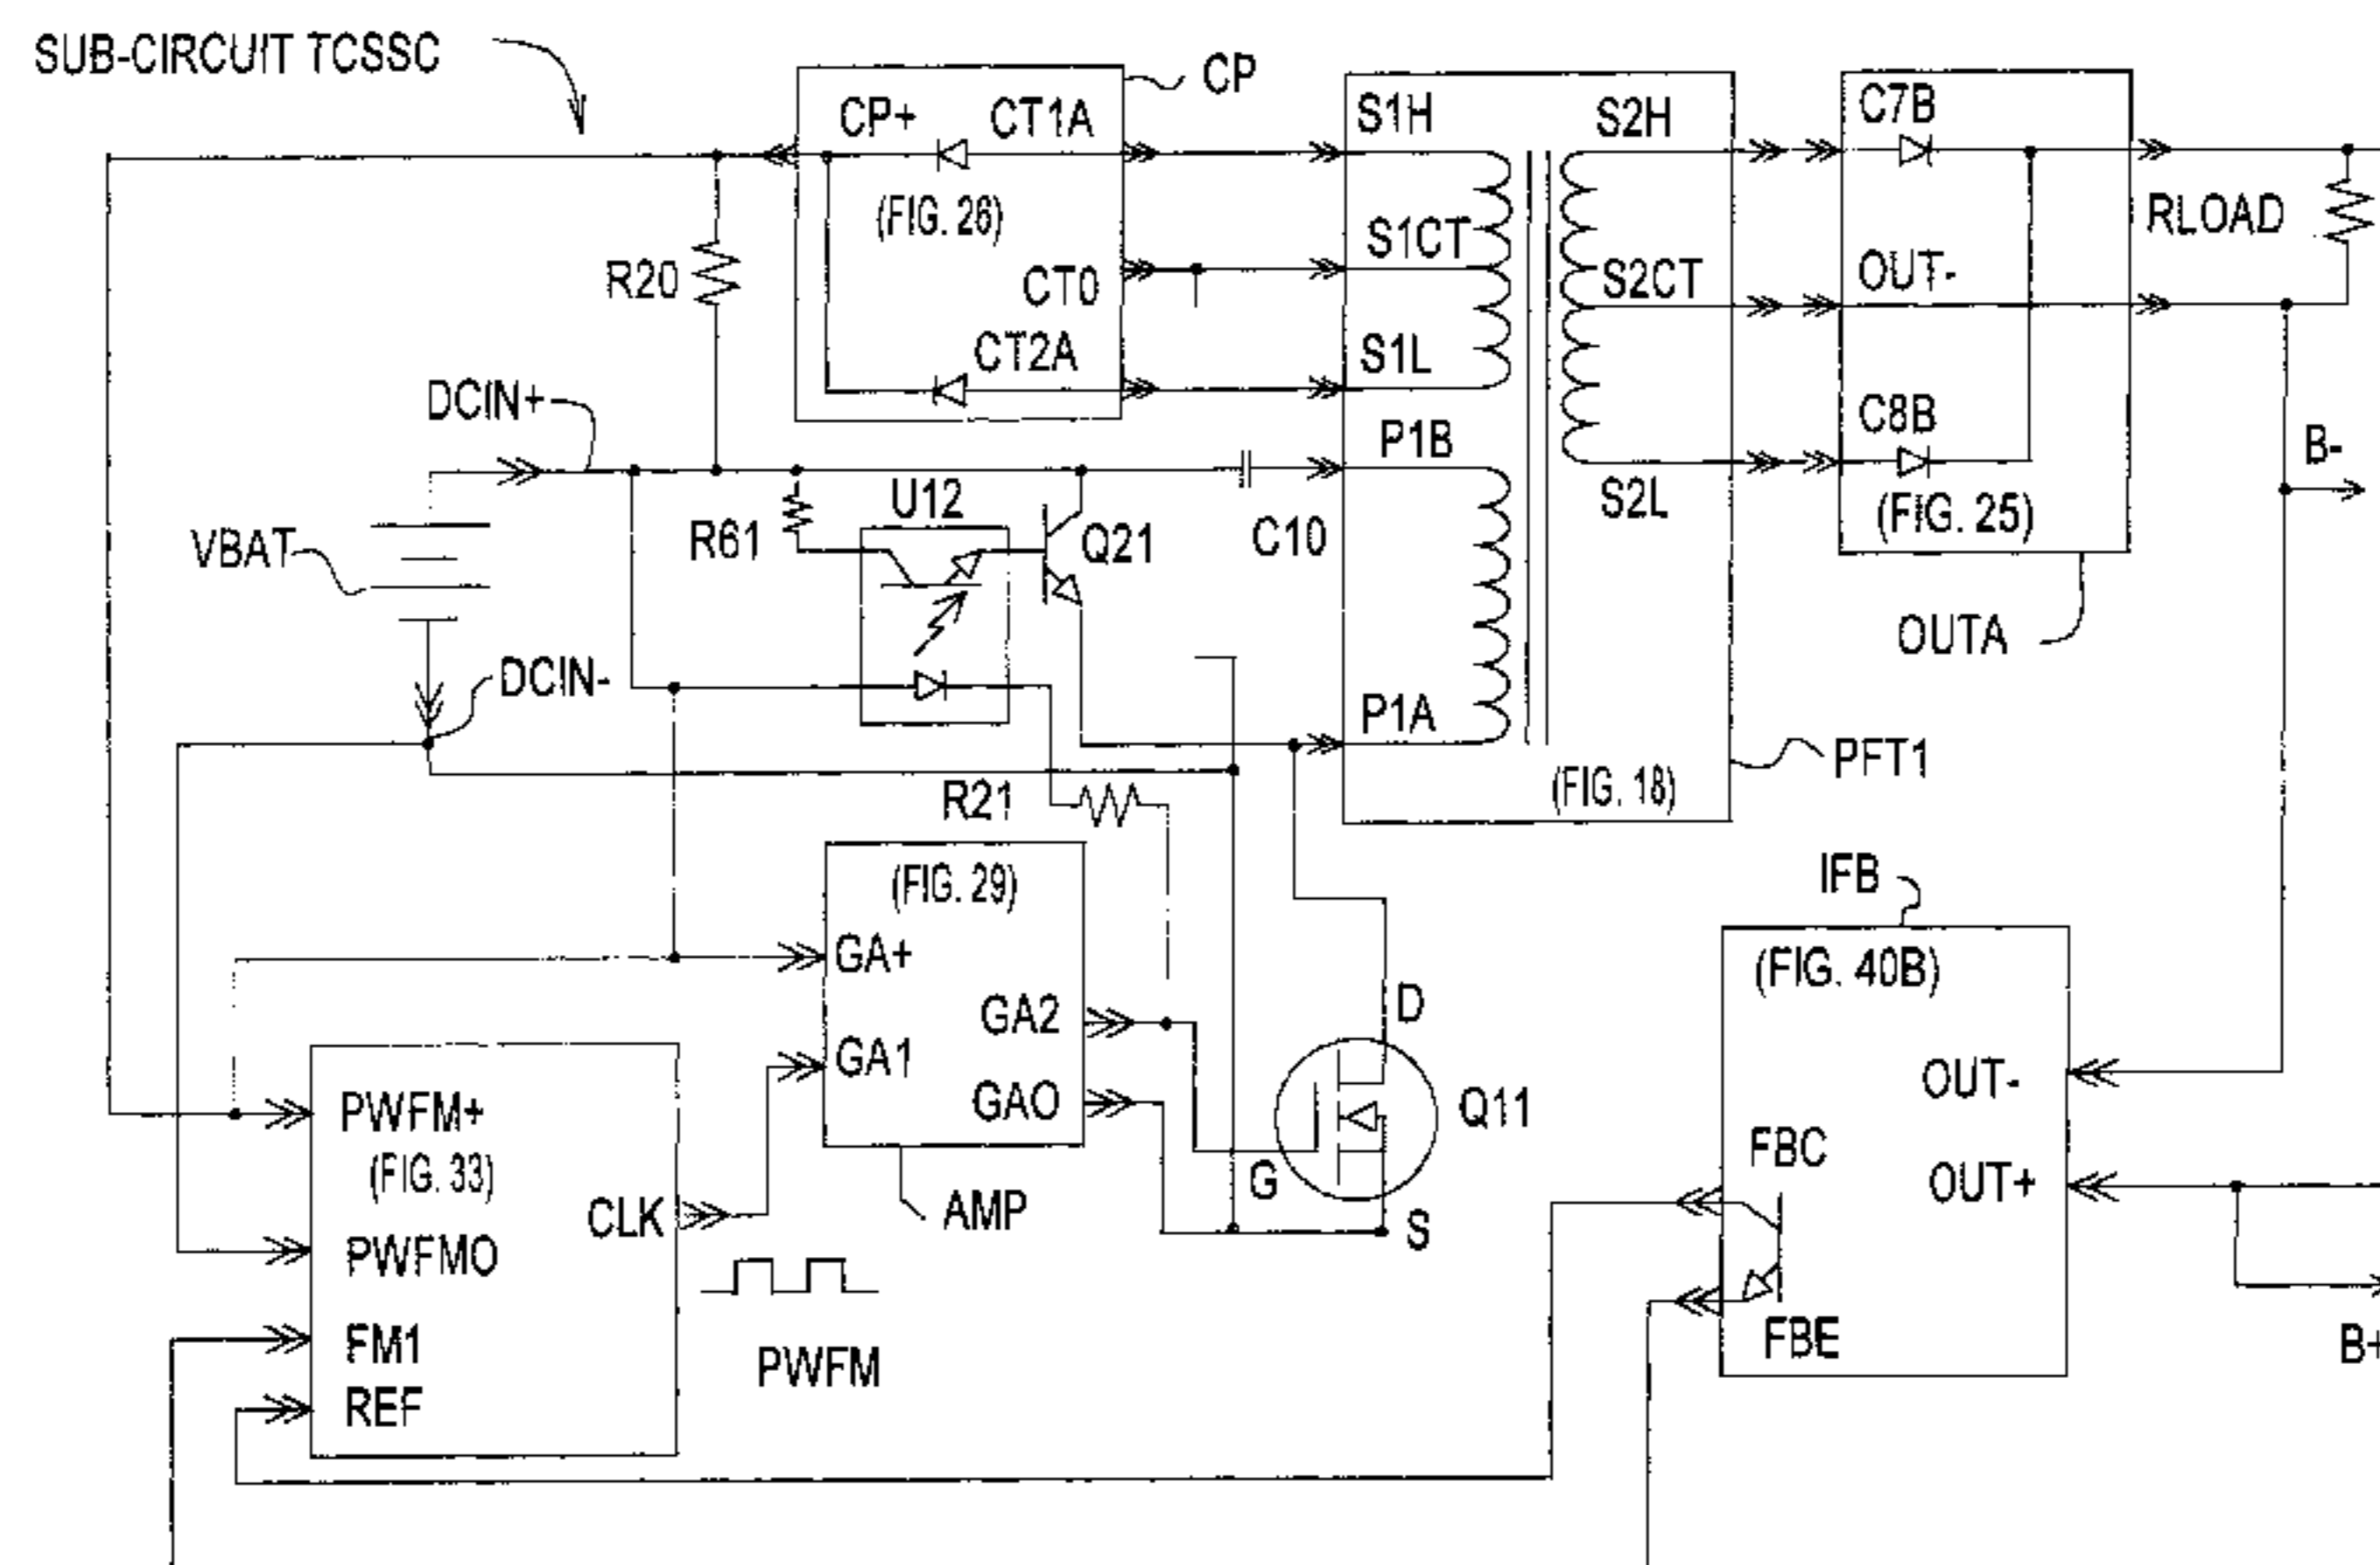 SUB-CIRCUIT TCSSC
CP
CP+
CT1A
(FIG. 26)
CT0
CT2A
R20
S1H
S2H
S1CT
S2CT
S1L
P1B
S2L
P1A
(FIG. 18)
PFT1
C7B
OUT-
C8B
(FIG. 25)
OUTA
RLOAD
B-
DCIN+
VBAT
DCIN-
R61
U12
Q21
C10
R21
(FIG. 29)
GA+
GA2
GA1
GAO
AMP
D
G
S
Q11
IFB
(FIG. 40B)
OUT-
FBC
OUT+
FBE
B+
PWFM+
(FIG. 33)
CLK
PWFMO
FM1
REF
PWFM